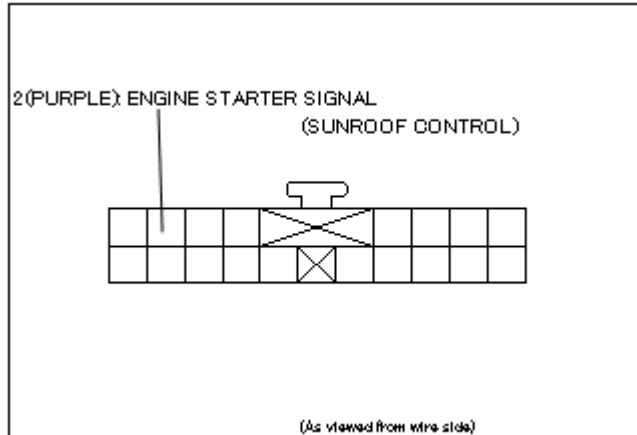 2(PURPLE): ENGINE STARTER SIGNAL
(SUNROOF CONTROL)
(As viewed from wire side)